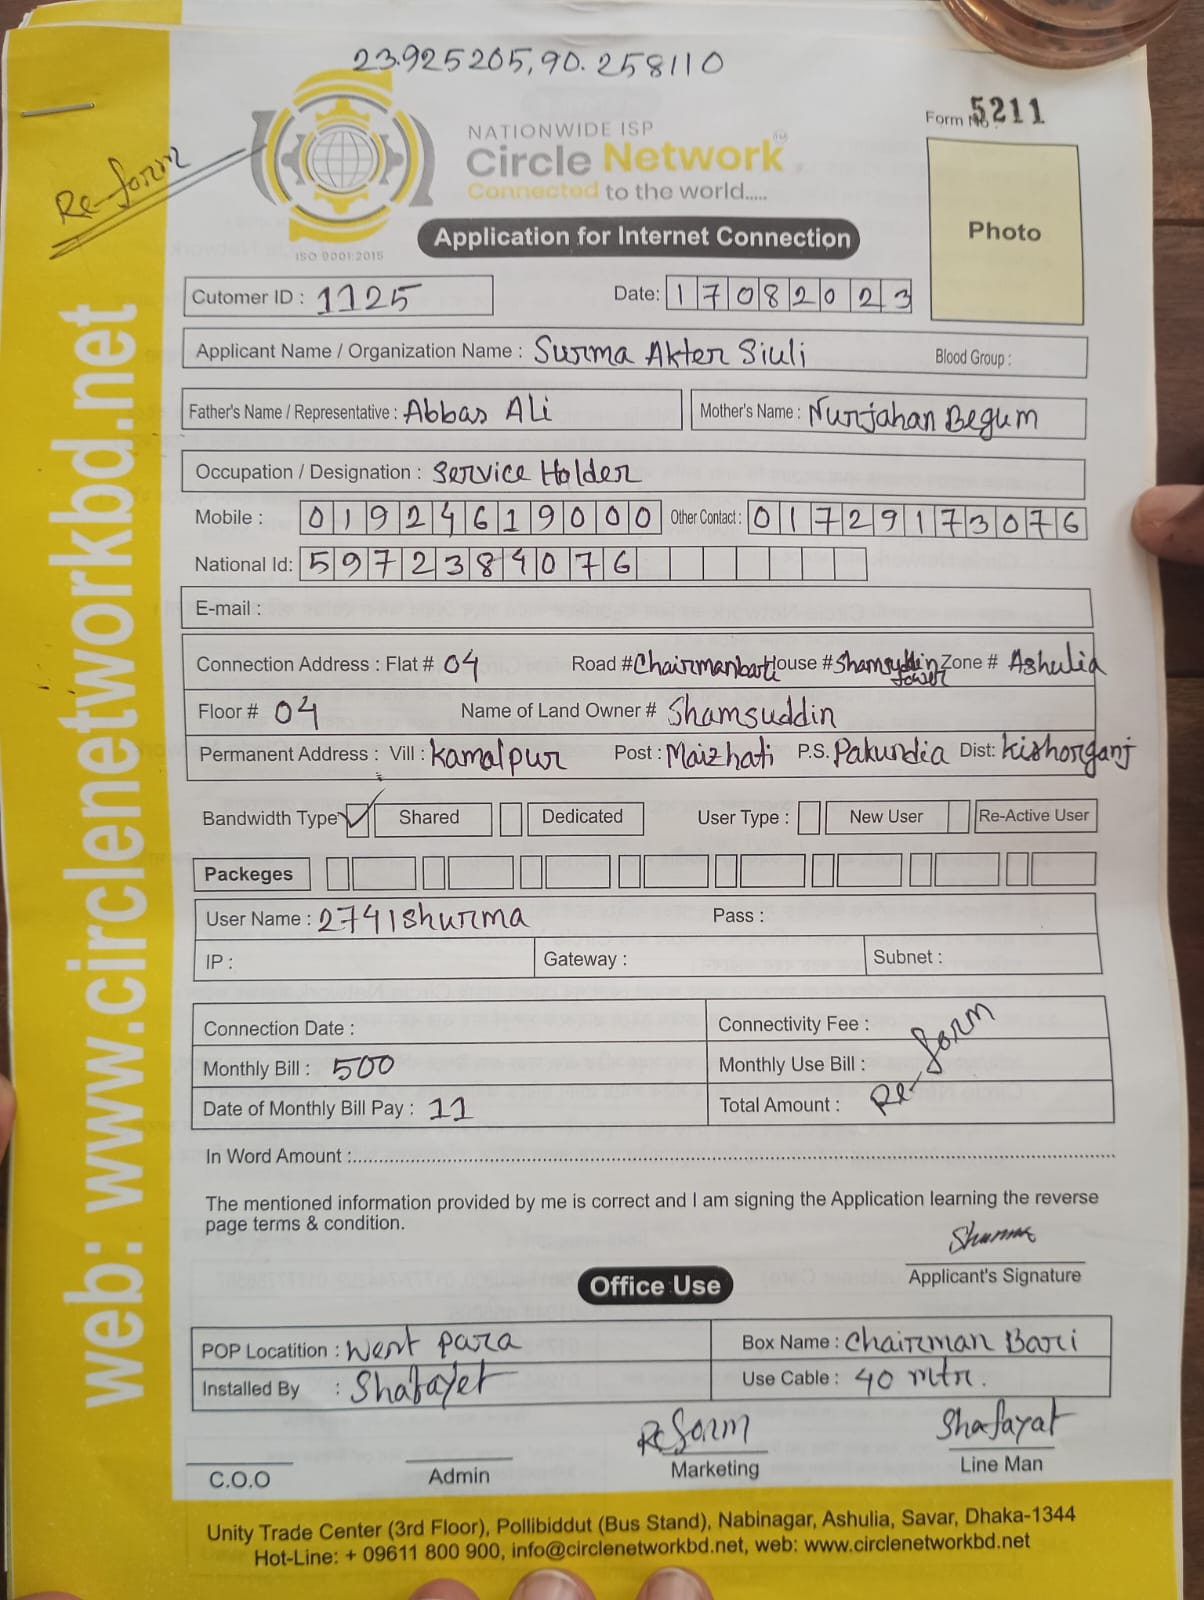 23.925205,90.258110
Re-form
NATIONWIDE ISP
Circle Network
Connected to the world.....
ISO 9001:2015
Form No. 5211
Photo
Application for Internet Connection
Cutomer ID : 1125
Date: 17082023
Applicant Name / Organization Name : Surma Akter Siuli Blood Group :
Father's Name / Representative : Abbas Ali Mother's Name : Nurjahan Begum
Occupation / Designation : Service Holder
Mobile : 01924619000 Other Contact : 01729173076
National Id: 5972384076
E-mail :
Connection Address : Flat # 04 Road # Chairmanbari House # Shamsuddin tower Zone # Ashulia
Floor # 04 Name of Land Owner # Shamsuddin
Permanent Address : Vill : Kamalpur Post : Maizhati P.S. Pakundia Dist: Kishorganj
Bandwidth Type Shared Dedicated User Type : New User Re-Active User
Packeges
User Name : 2741shurma Pass :
IP : Gateway : Subnet :
Connection Date : Connectivity Fee :
Monthly Bill : 500 Monthly Use Bill :
Date of Monthly Bill Pay : 11 Total Amount :
Re-form
In Word Amount :
The mentioned information provided by me is correct and I am signing the Application learning the reverse
page terms & condition.
Shurma
Applicant's Signature
Office Use
POP Locatition : West para Box Name : Chairman Bari
Installed By : Shafayet Use Cable : 40 mtr.
Re form Shafayat
C.O.O Admin Marketing Line Man
Unity Trade Center (3rd Floor), Pollibiddut (Bus Stand), Nabinagar, Ashulia, Savar, Dhaka-1344
Hot-Line: + 09611 800 900, info@circlenetworkbd.net, web: www.circlenetworkbd.net
web: www.circlenetworkbd.net